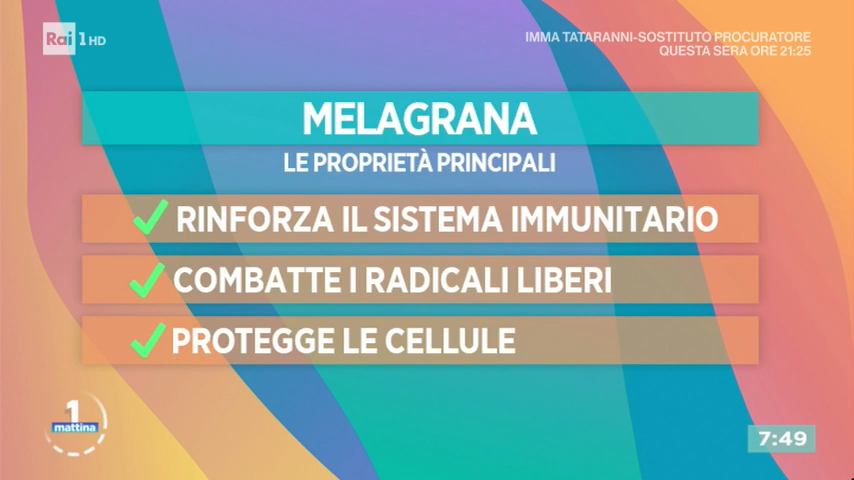 Rai 1 HD
IMMA TATARANNI-SOSTITUTO PROCURATORE
QUESTA SERA ORE 21:25
MELAGRANA
LE PROPRIETÀ PRINCIPALI
RINFORZA IL SISTEMA IMMUNITARIO
COMBATTE I RADICALI LIBERI
PROTEGGE LE CELLULE
1
mattina
7:49